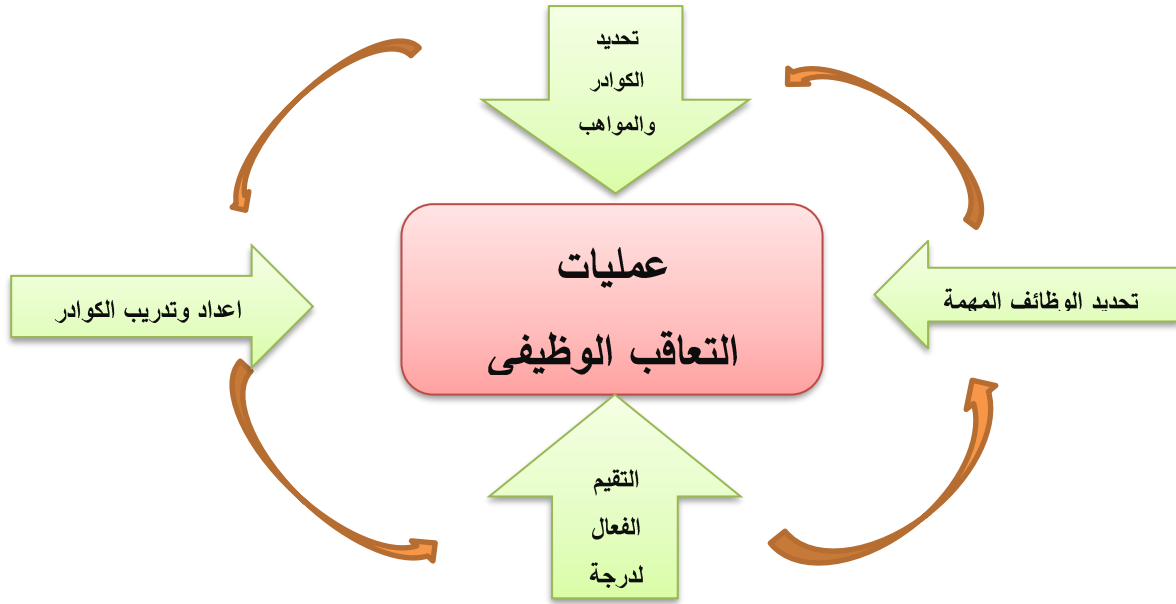 تحديد
الكوادر
والمواهب
عمليات
التعاقب الوظيفى
تحديد الوظائف المهمة
اعداد وتدريب الكوادر
التقيم
الفعال
لدرجة